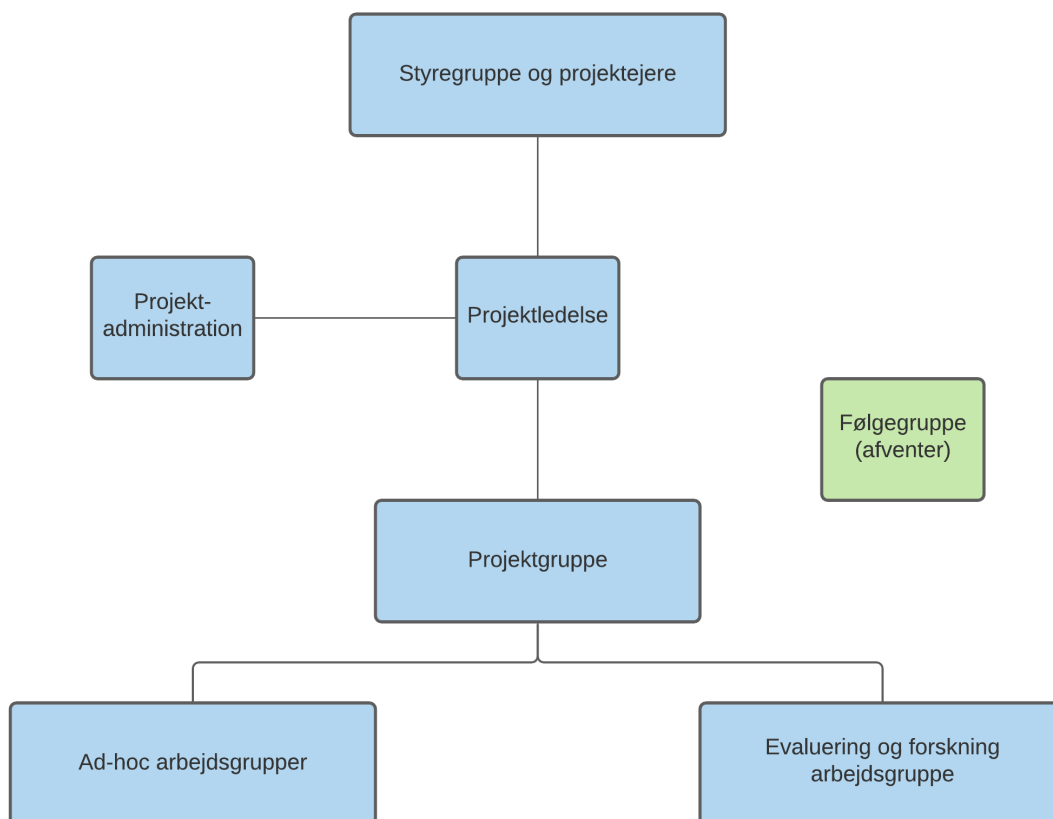 Styregruppe og projektejere
Projekt-
administration
Projektledelse
Følgegruppe
(afventer)
Projektgruppe
Ad-hoc arbejdsgrupper
Evaluering og forskning
arbejdsgruppe